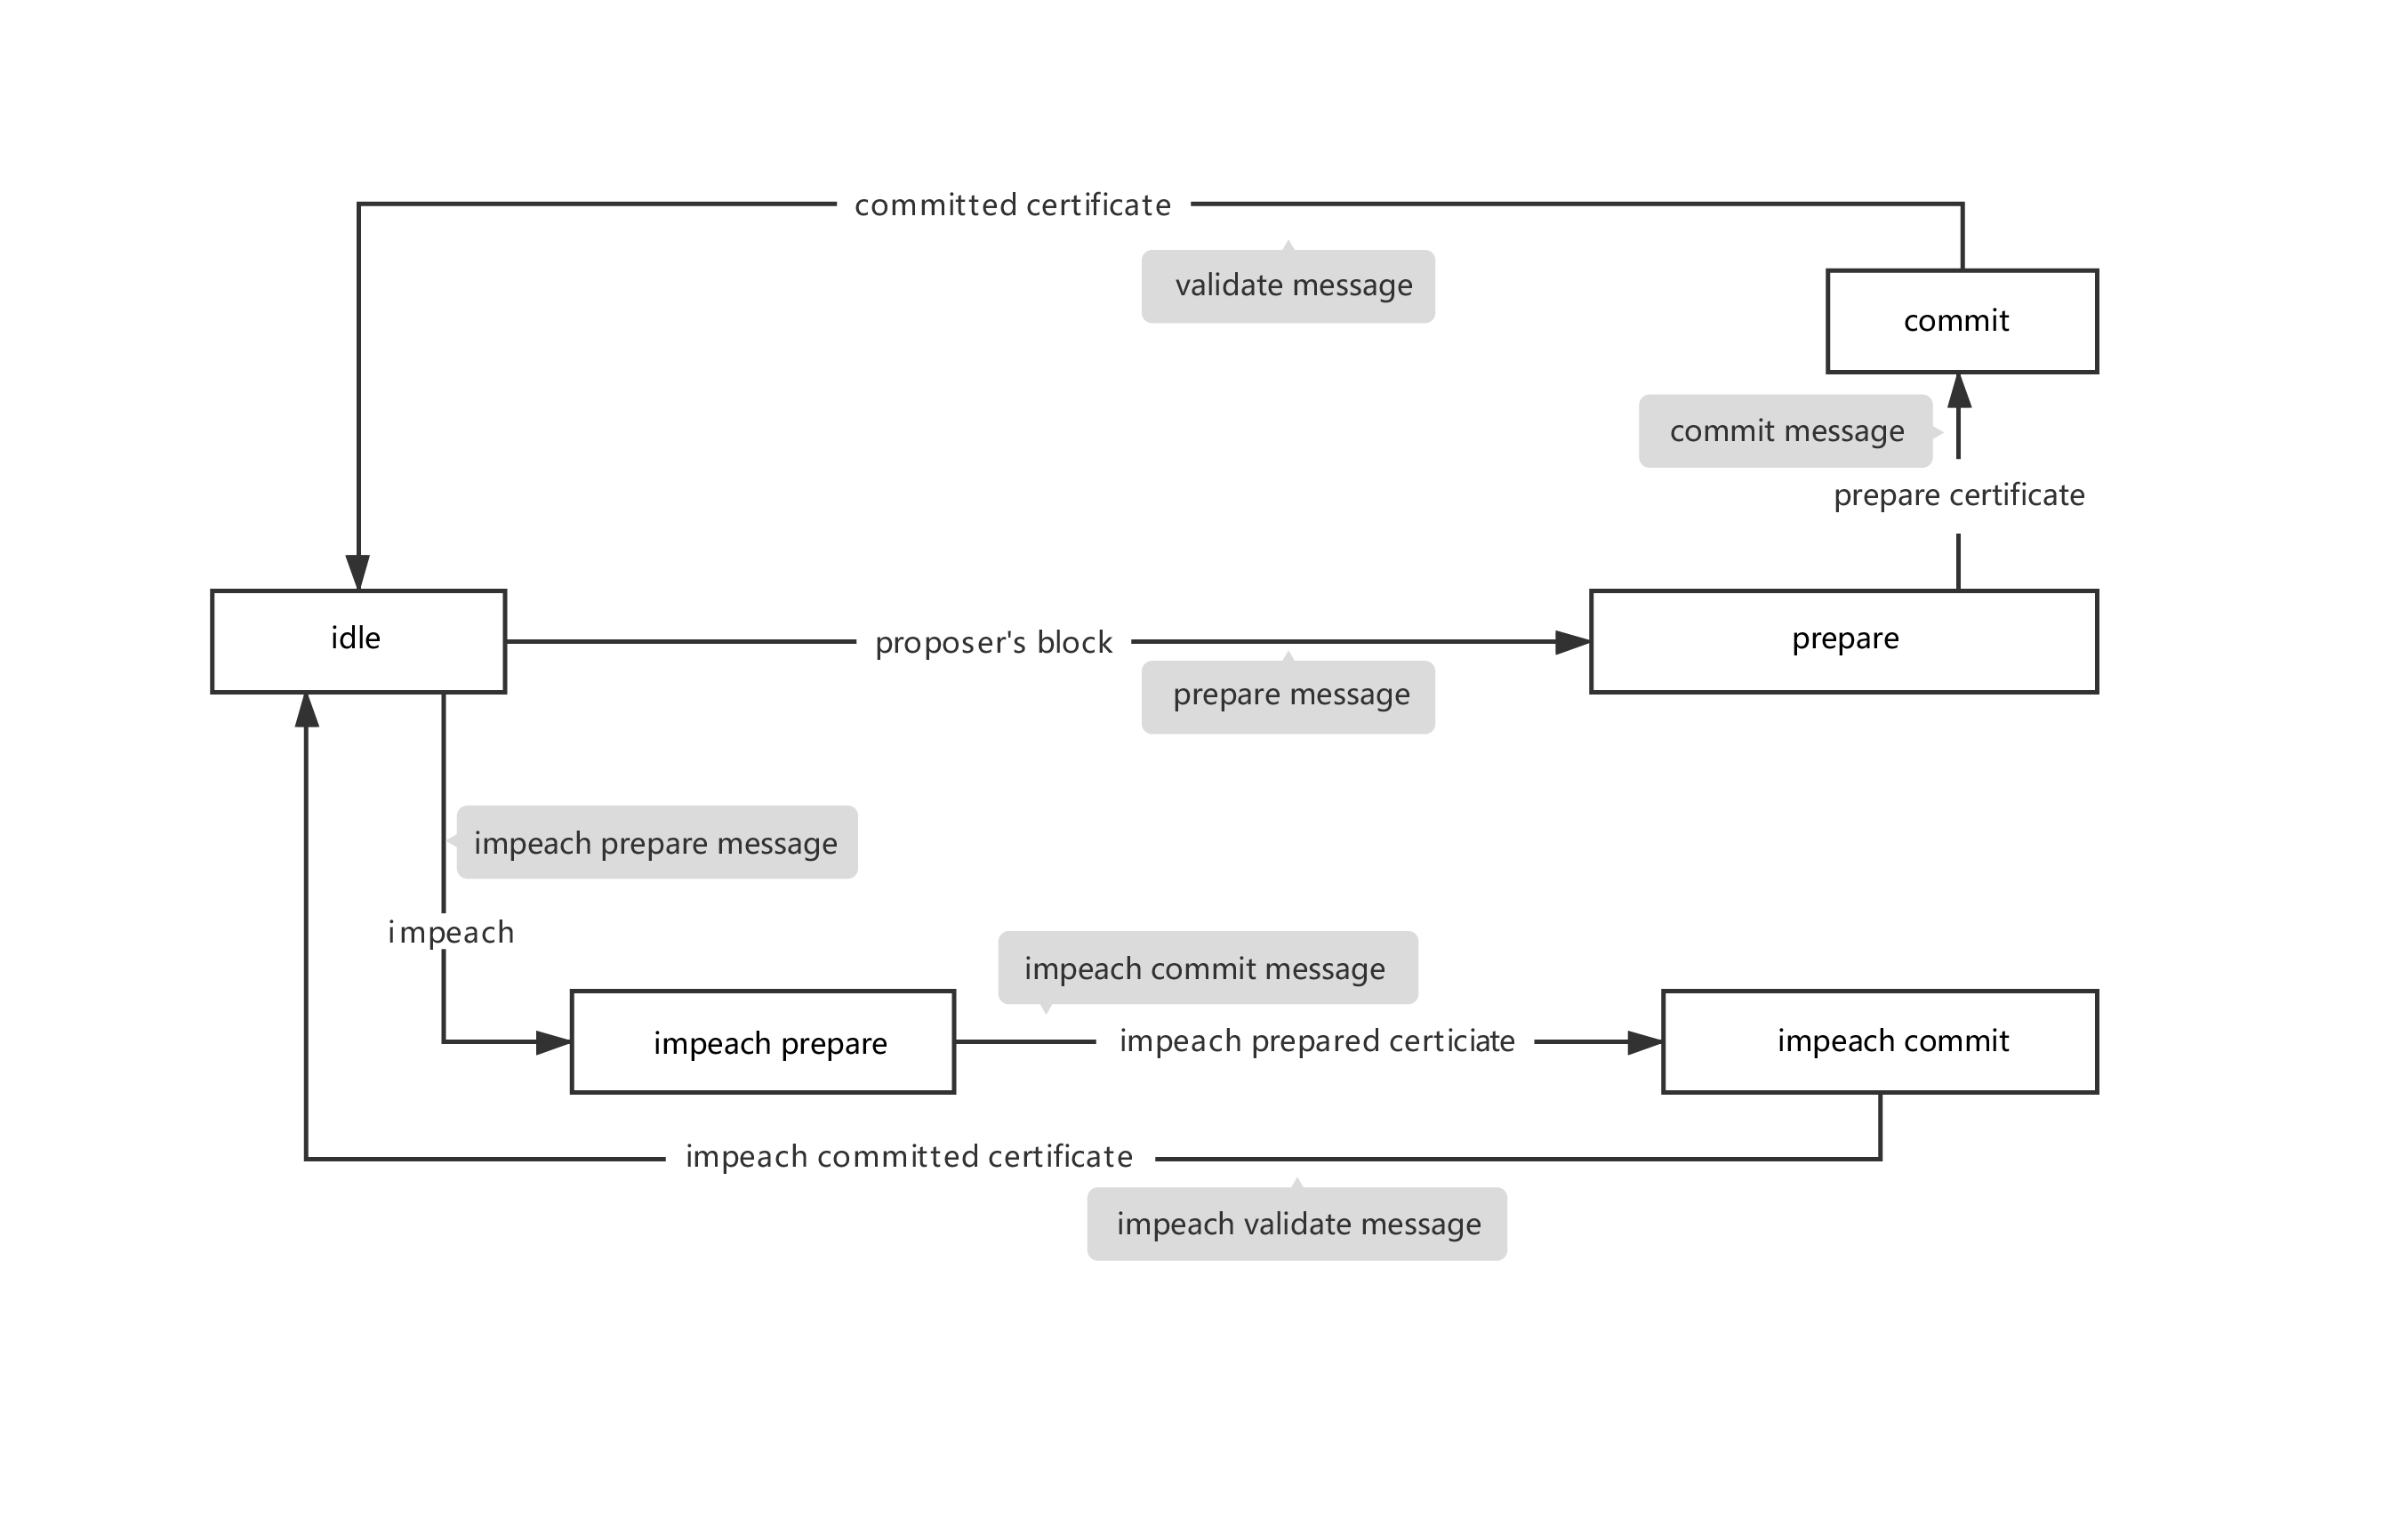 committed certificate
validate message
commit
commit message
prepare certificate
idle
proposer's block
prepare
prepare message
impeach prepare message
impeach
impeach commit message
impeach prepare
impeach prepared certiciate
impeach commit
impeach committed certificate
impeach validate message